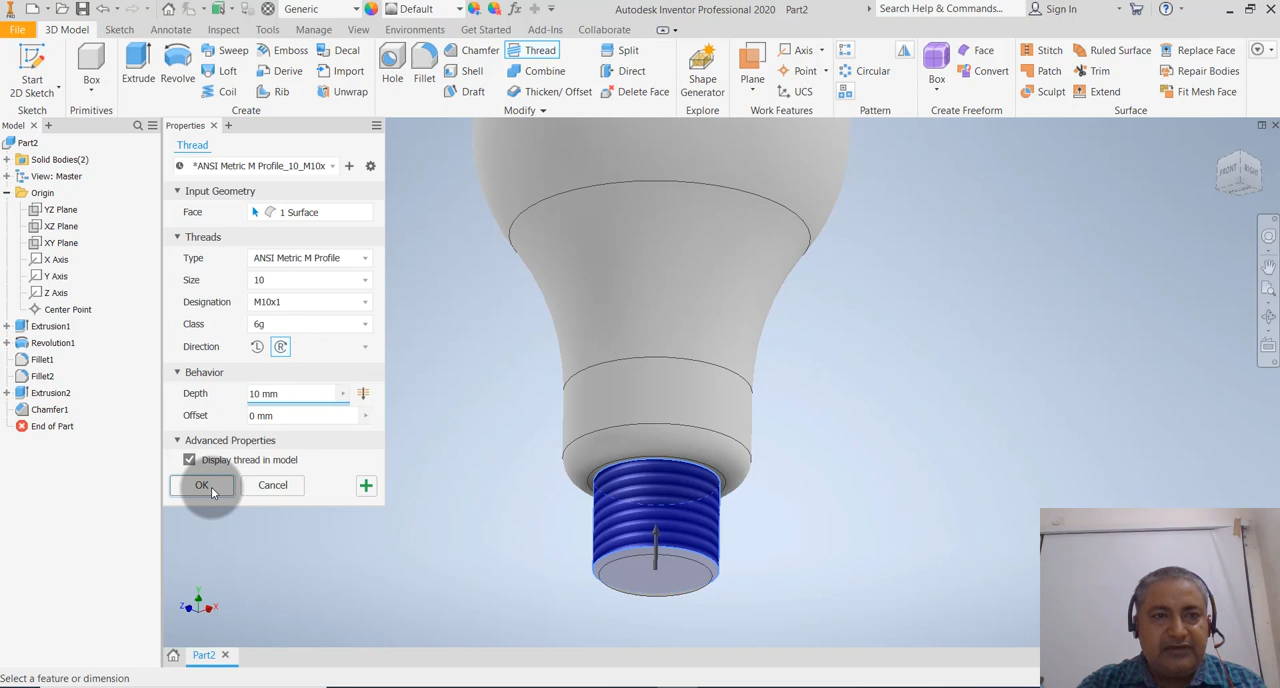 PRO
Generic
Default
Autodesk Inventor Professional 2020 Part2
Search Help & Commands...
Sign In
File
3D Model
Sketch
Annotate
Inspect
Tools
Manage
View
Environments
Get Started
Add-Ins
Collaborate
Start
2D Sketch
Sketch
Box
Primitives
Extrude
Revolve
Sweep
Loft
Coil
Emboss
Derive
Rib
Decal
Import
Unwrap
Create
Hole
Fillet
Chamfer
Shell
Draft
Thread
Combine
Thicken/ Offset
Split
Direct
Delete Face
Modify
Shape
Generator
Explore
Plane
Axis
Point
UCS
Work Features
Circular
Pattern
Box
Face
Convert
Create Freeform
Stitch
Patch
Sculpt
Ruled Surface
Trim
Extend
Replace Face
Repair Bodies
Fit Mesh Face
Surface
Model
Part2
Solid Bodies(2)
View: Master
Origin
YZ Plane
XZ Plane
XY Plane
X Axis
Y Axis
Z Axis
Center Point
Extrusion1
Revolution1
Fillet1
Fillet2
Extrusion2
Chamfer1
End of Part
Properties
Thread
*ANSI Metric M Profile_10_M10x
Input Geometry
Face
1 Surface
Threads
Type
ANSI Metric M Profile
Size
10
Designation
M10x1
Class
6g
Direction
Behavior
Depth
10 mm
Offset
0 mm
Advanced Properties
Display thread in model
OK
Cancel
FRONT
RIGHT
Y
Z
X
Part2
Select a feature or dimension